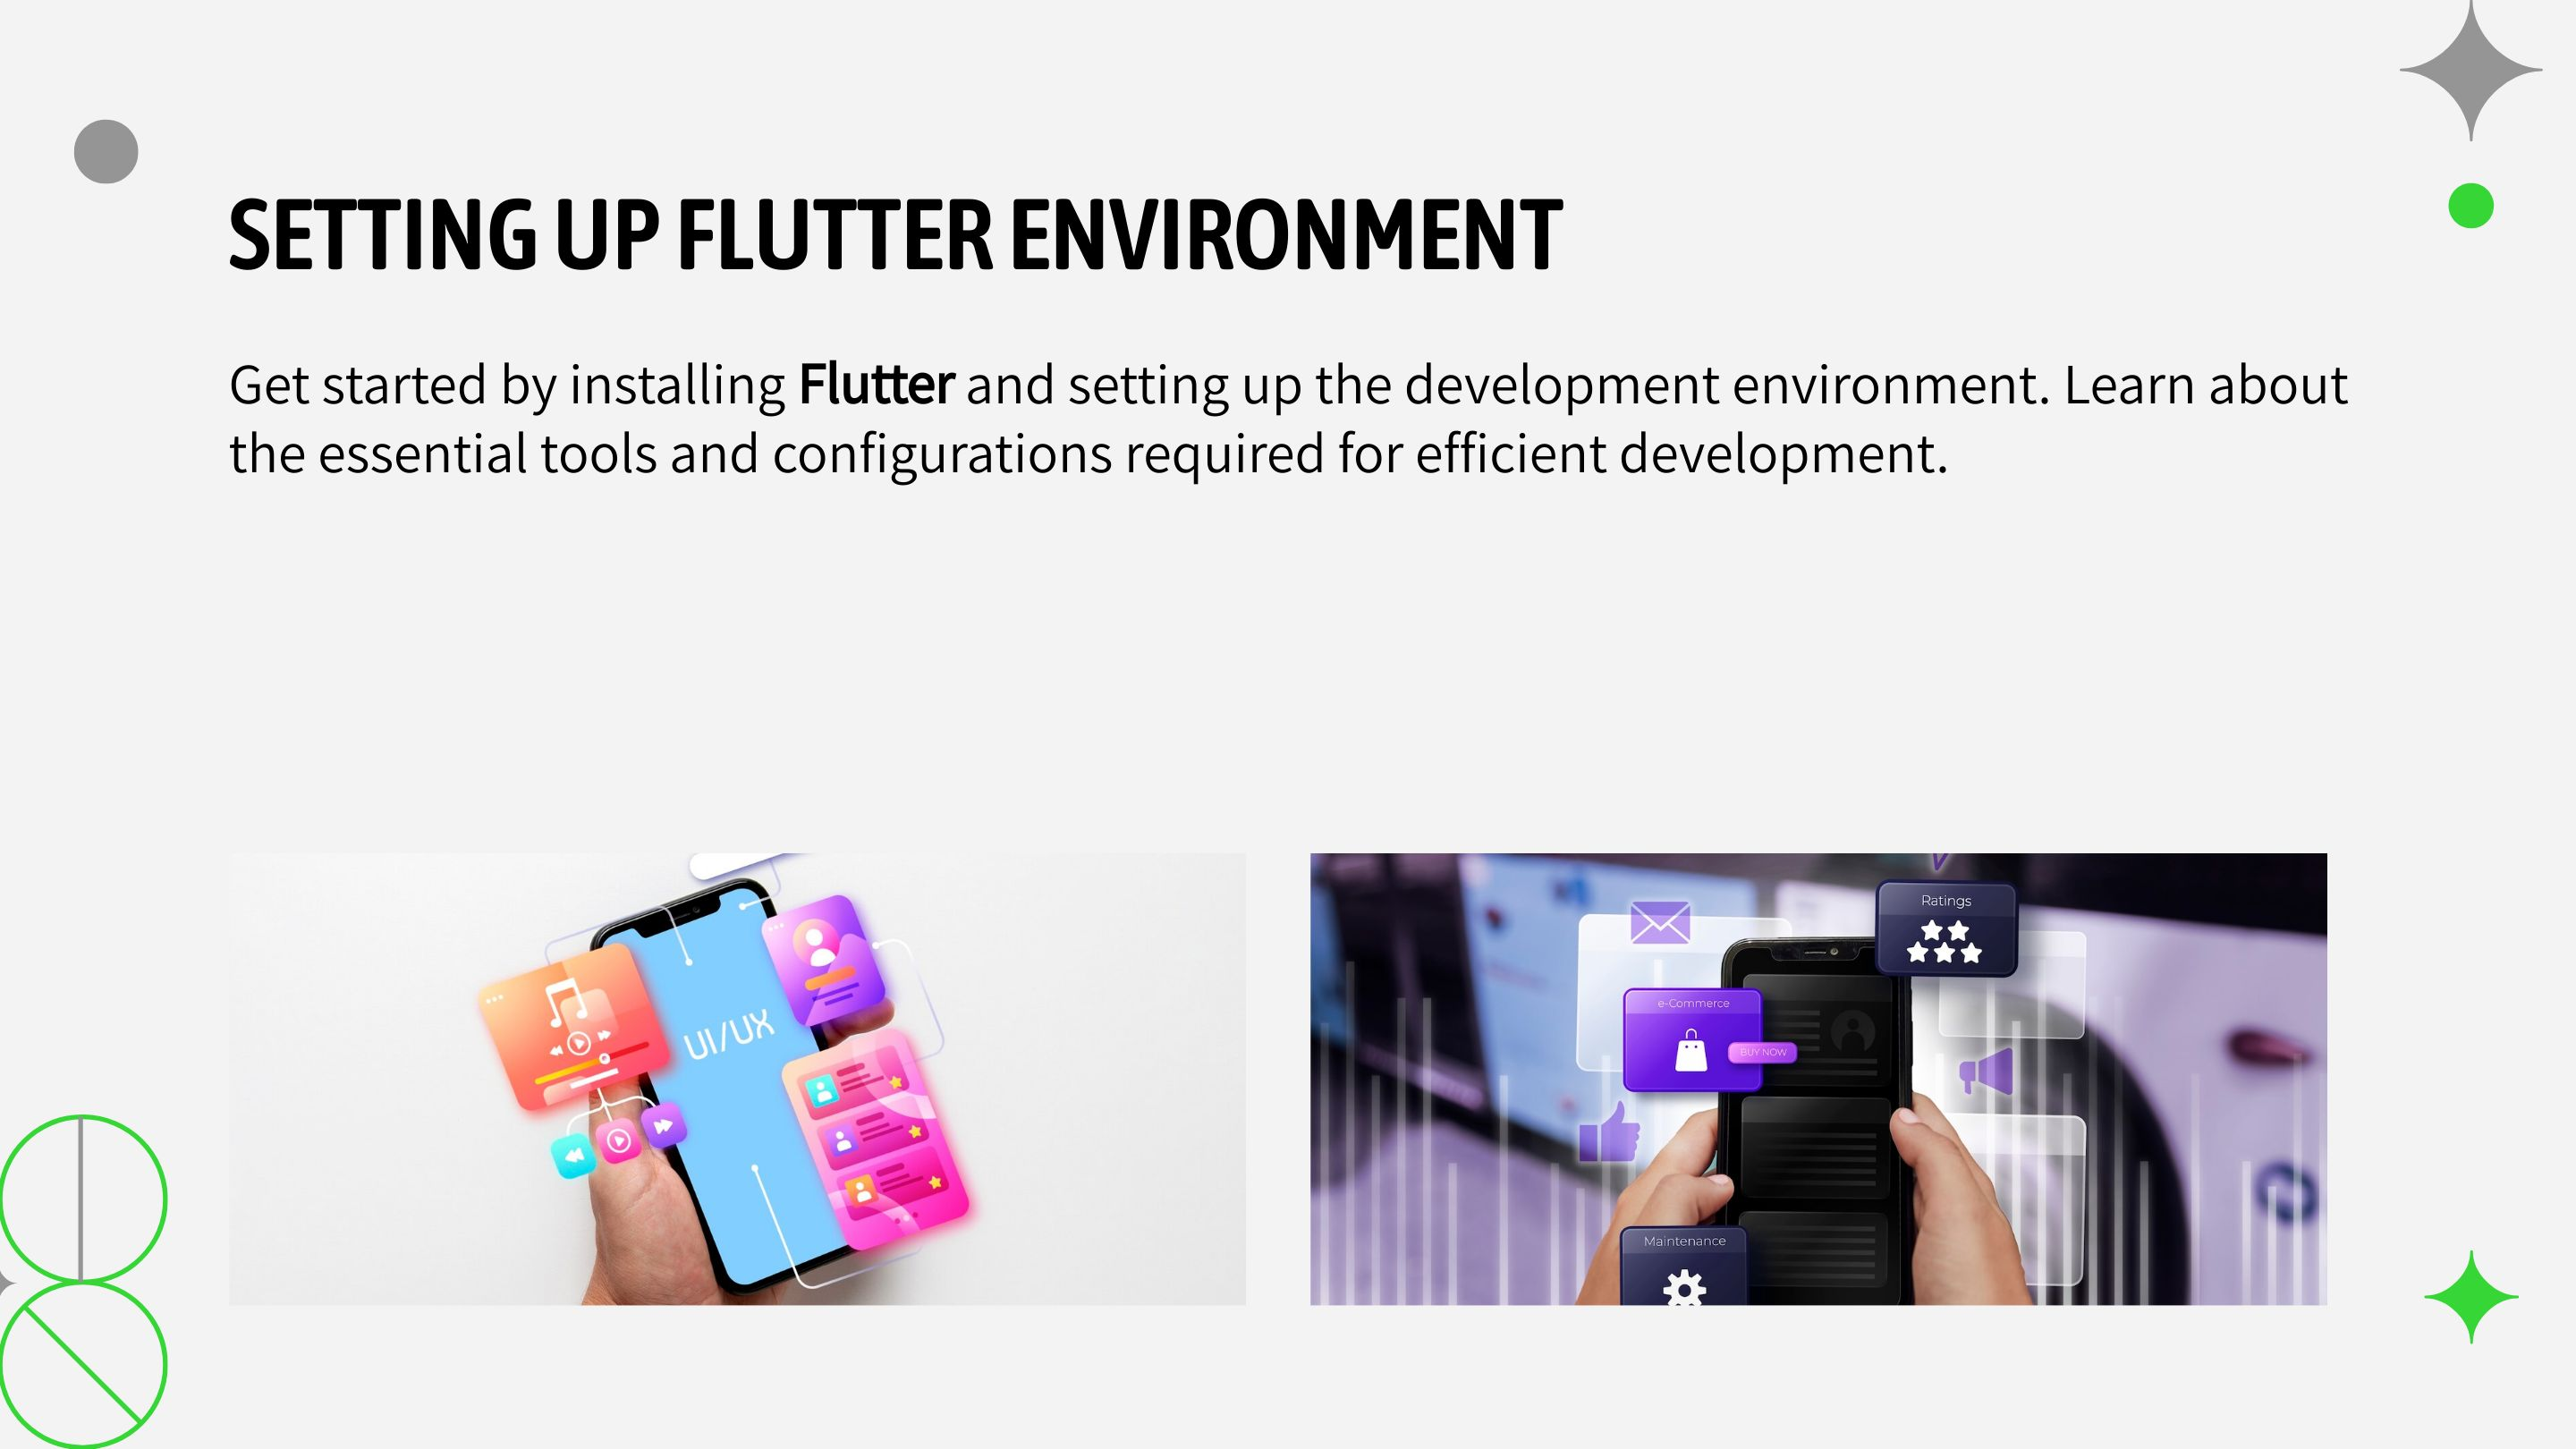 SETTING UP FLUTTER ENVIRONMENT
Get started by installing Flutter and setting up the development environment. Learn about
the essential tools and configurations required for efficient development.
UI/UX
Ratings
e-Commerce
BUY NOW
Maintenance